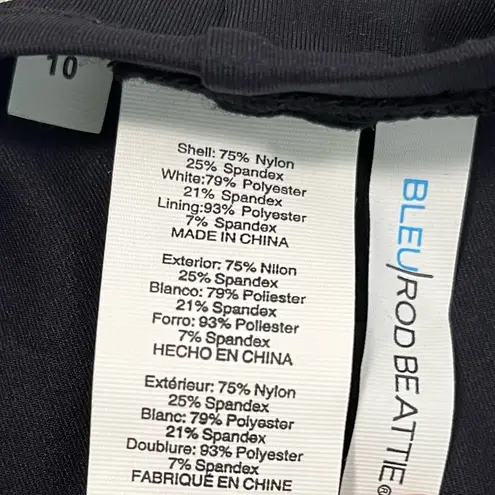 10
Shell: 75% Nylon
25% Spandex
White:79% Polyester
21% Spandex
Lining:93% Polyester
7% Spandex
MADE IN CHINA
Exterior: 75% Nilon
25% Spandex
Blanco: 79% Poliester
21% Spandex
Forro: 93% Poliester
7% Spandex
HECHO EN CHINA
Extérieur: 75% Nylon
25% Spandex
Blanc: 79% Polyester
21% Spandex
Doublure: 93% Polyester
7% Spandex
FABRIQUÉ EN CHINE
BLEU/ROD BEATTIE®